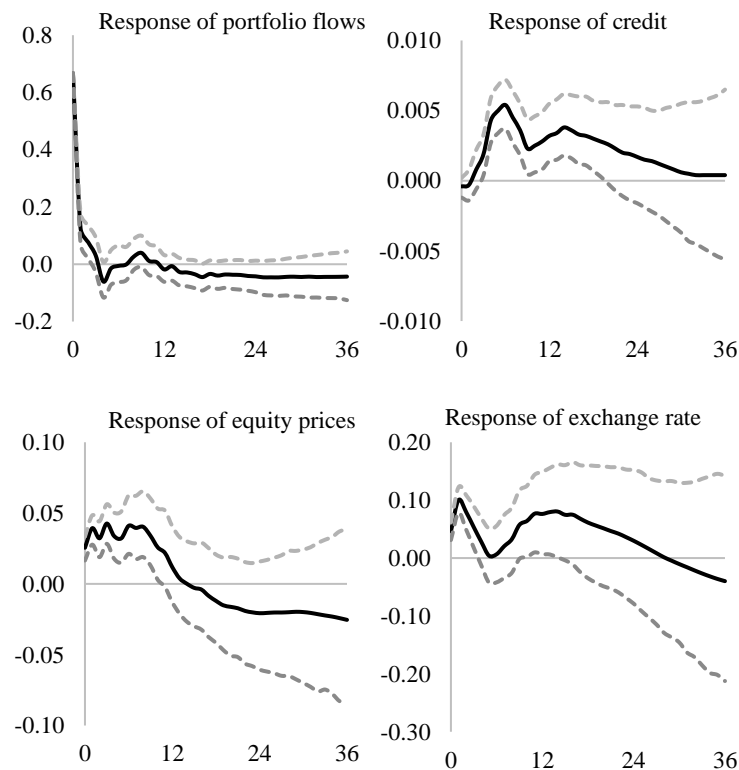 Response of portfolio flows
0.8
0.6
0.4
0.2
0.0
-0.2
0 12 24 36
Response of credit
0.010
0.005
0.000
-0.005
-0.010
0 12 24 36
Response of equity prices
0.10
0.05
0.00
-0.05
-0.10
0 12 24 36
Response of exchange rate
0.20
0.10
0.00
-0.10
-0.20
-0.30
0 12 24 36